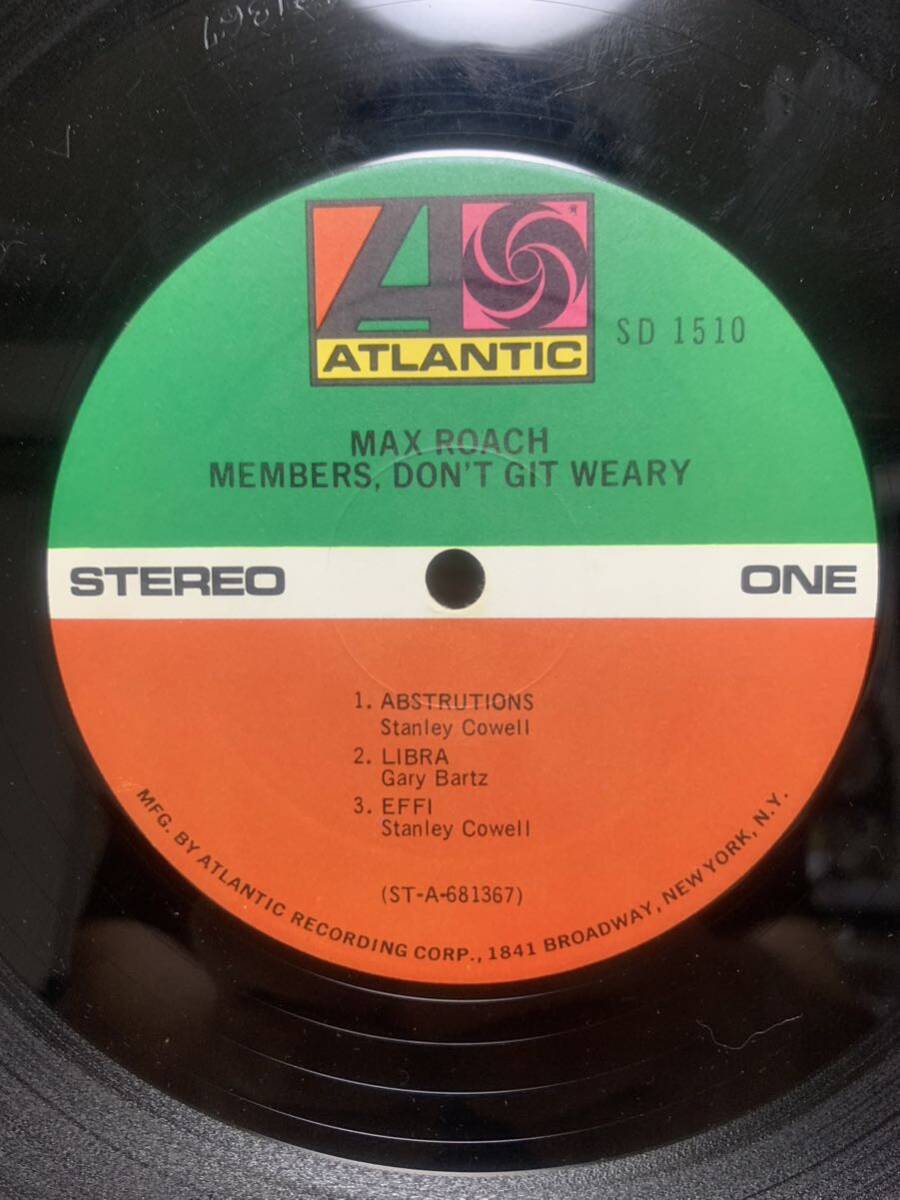 31367
ATLANTIC
SD 1510
MAX ROACH
MEMBERS, DON'T GIT WEARY
STEREO
ONE
1. ABSTRUTIONS
Stanley Cowell
2. LIBRA
Gary Bartz
3. EFFI
Stanley Cowell
(ST-A-681367)
MFG. BY ATLANTIC RECORDING CORP., 1841 BROADWAY, NEW YORK, N.Y.